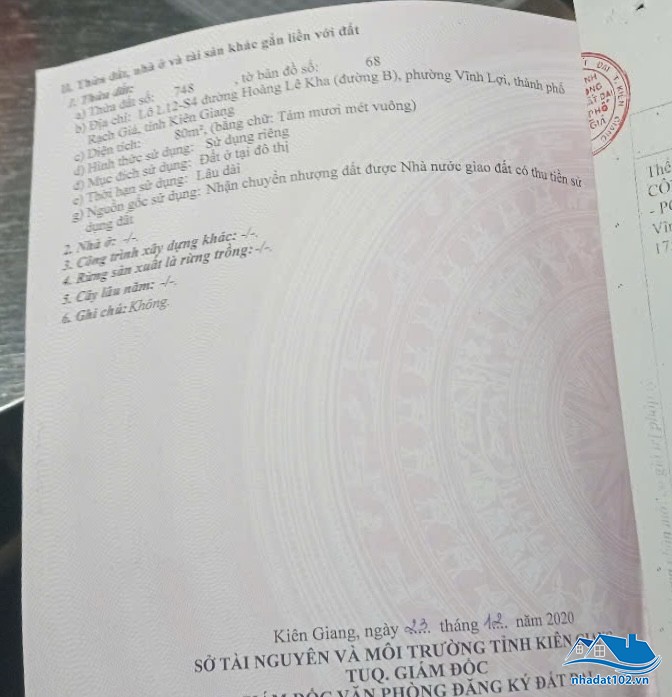 II. Thửa đất, nhà ở và tài sản khác gắn liền với đất
1. Thửa đất:
a) Thửa đất số: 748 , tờ bản đồ số: 68
b) Địa chỉ: Lô L12-S4 đường Hoàng Lê Kha (đường B), phường Vĩnh Lợi, thành phố
Rạch Giá, tỉnh Kiên Giang
c) Diện tích: 80m², (bằng chữ: Tám mươi mét vuông)
d) Hình thức sử dụng: Sử dụng riêng
đ) Mục đích sử dụng: Đất ở tại đô thị
e) Thời hạn sử dụng: Lâu dài
g) Nguồn gốc sử dụng: Nhận chuyển nhượng đất được Nhà nước giao đất có thu tiền sử
dụng đất
2. Nhà ở: -/-.
3. Công trình xây dựng khác: -/-.
4. Rừng sản xuất là rừng trồng: -/-.
5. Cây lâu năm: -/-.
6. Ghi chú: Không.
Kiên Giang, ngày 23 tháng 12 năm 2020
SỞ TÀI NGUYÊN VÀ MÔI TRƯỜNG TỈNH KIÊN
TUQ. GIÁM ĐỐC
ĐỐC VĂN PHÒNG ĐĂNG KÝ ĐẤT
nhadat102.vn